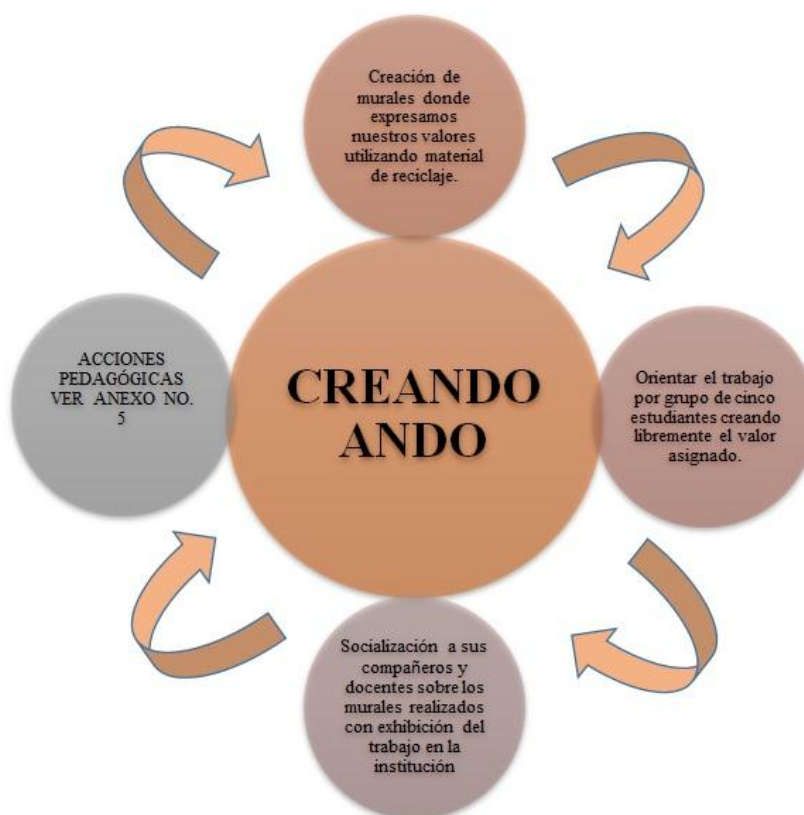 Creación de
murales donde
expresamos
nuestros valores
utilizando material
de reciclaje.
ACCIONES
PEDAGÓGICAS
VER ANEXO NO.
5
CREANDO
ANDO
Orientar el trabajo
por grupo de cinco
estudiantes creando
libremente el valor
asignado.
Socialización a sus
compañeros y
docentes sobre los
murales realizados
con exhibición del
trabajo en la
institución